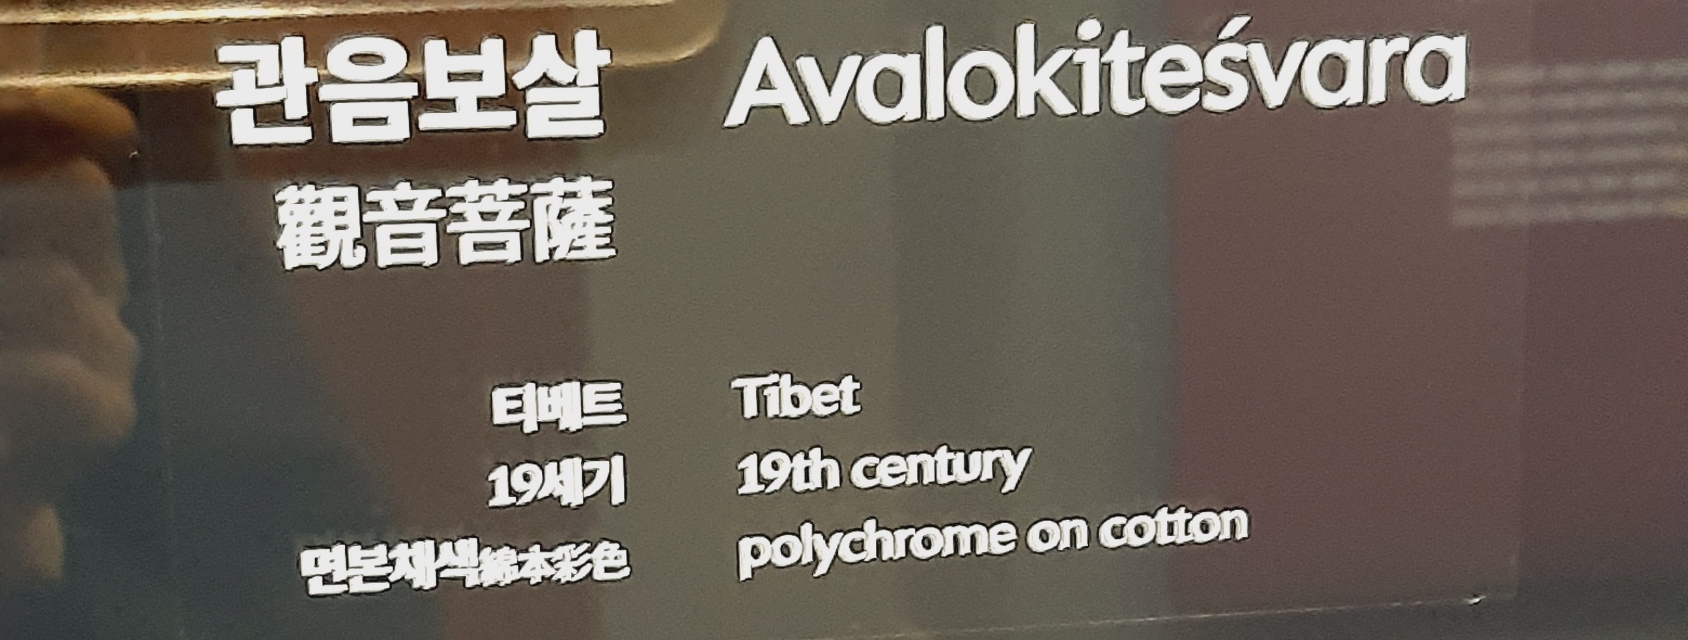 관음보살 Avalokiteśvara
觀音菩薩
티베트 Tibet
19세기 19th century
면본채색綿本彩色 polychrome on cotton